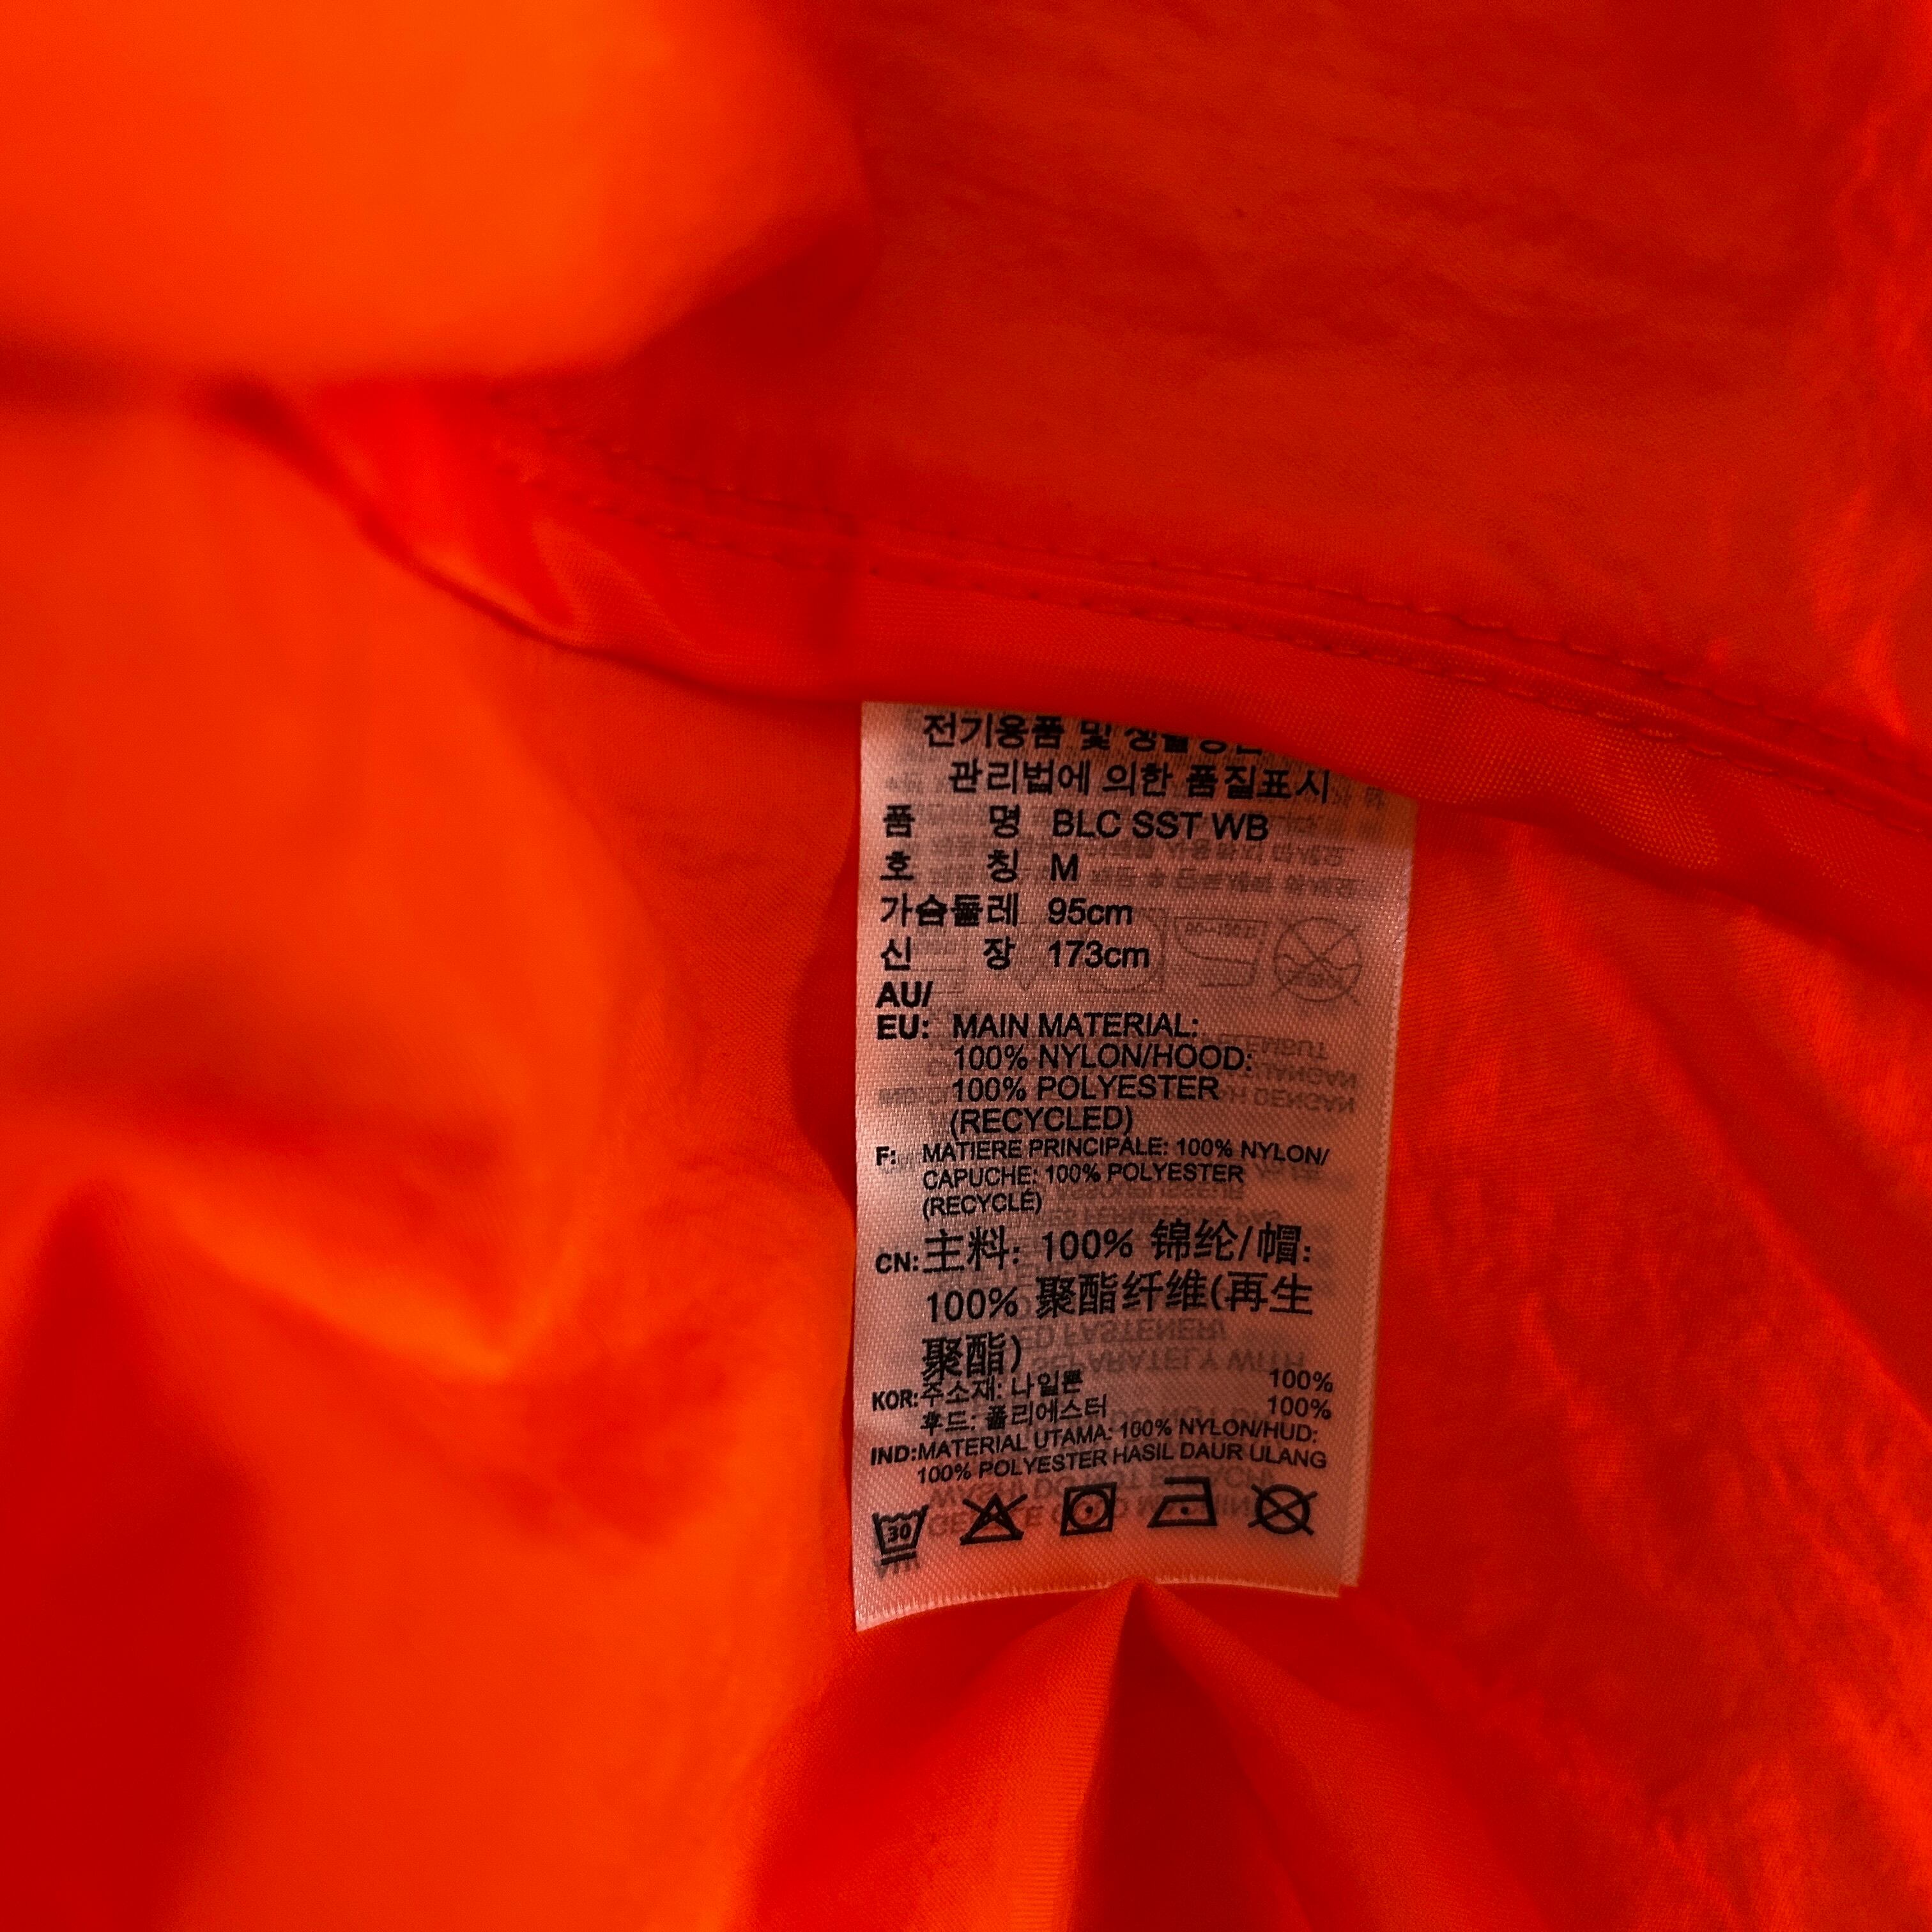 전기용품 및 생활용품
관리법에 의한 품질표시
품 명 BLC SST WB
호 칭 M
가슴둘레 95cm
신 장 173cm
AU/
EU: MAIN MATERIAL:
100% NYLON/HOOD:
100% POLYESTER
(RECYCLED)
F: MATIERE PRINCIPALE: 100% NYLON/
CAPUCHE: 100% POLYESTER
(RECYCLÉ)
CN: 主料: 100% 锦纶/帽:
100% 聚酯纤维(再生
聚酯)
KOR: 주소재: 나일론 100%
후드: 폴리에스터 100%
IND: MATERIAL UTAMA: 100% NYLON/HUD:
100% POLYESTER HASIL DAUR ULANG
30